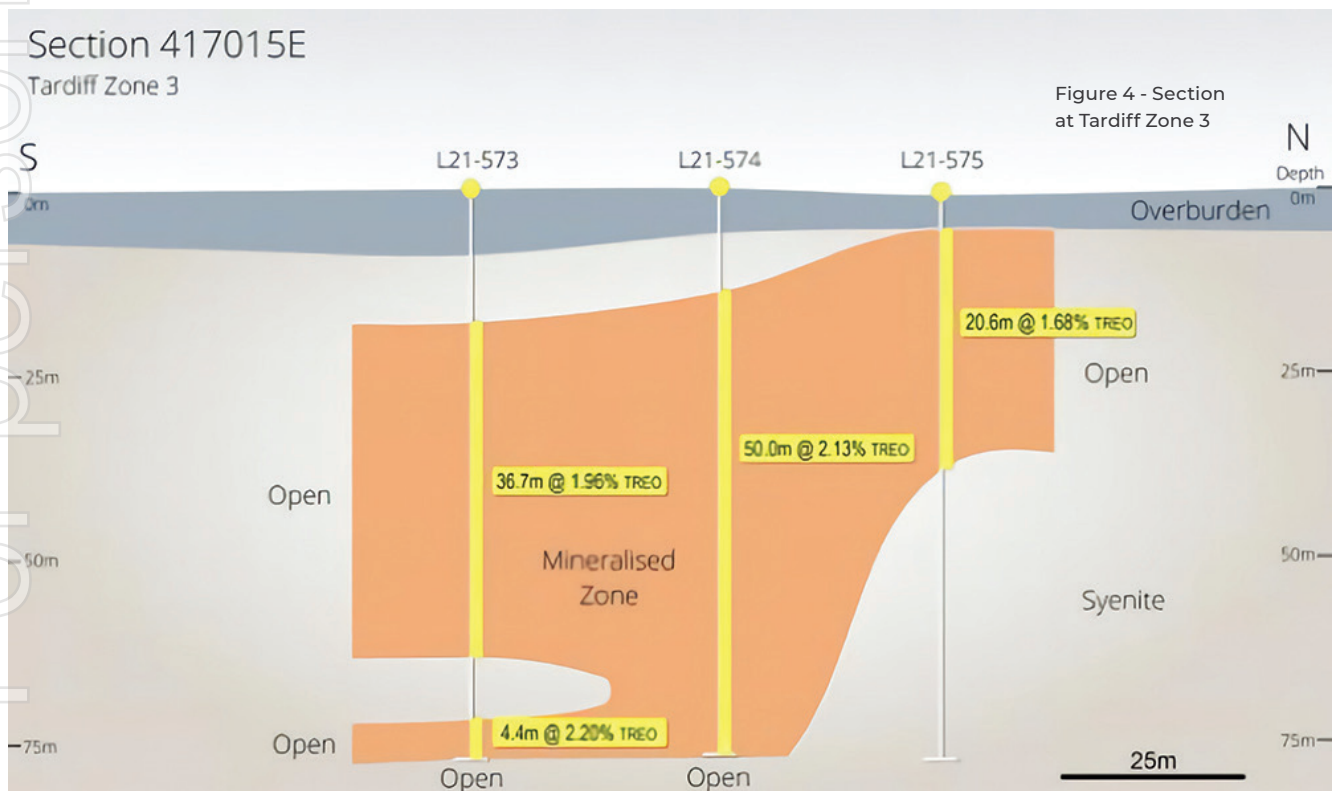 Section 417015E
Tardiff Zone 3
Figure 4 - Section
at Tardiff Zone 3
S
N
L21-573
L21-574
L21-575
Depth
0m
0m
Overburden
20.6m @ 1.68% TREO
25m
Open
25m
50.0m @ 2.13% TREO
36.7m @ 1.96% TREO
Open
50m
Mineralised
Zone
50m
Syenite
4.4m @ 2.20% TREO
75m
Open
75m
25m
Open
Open